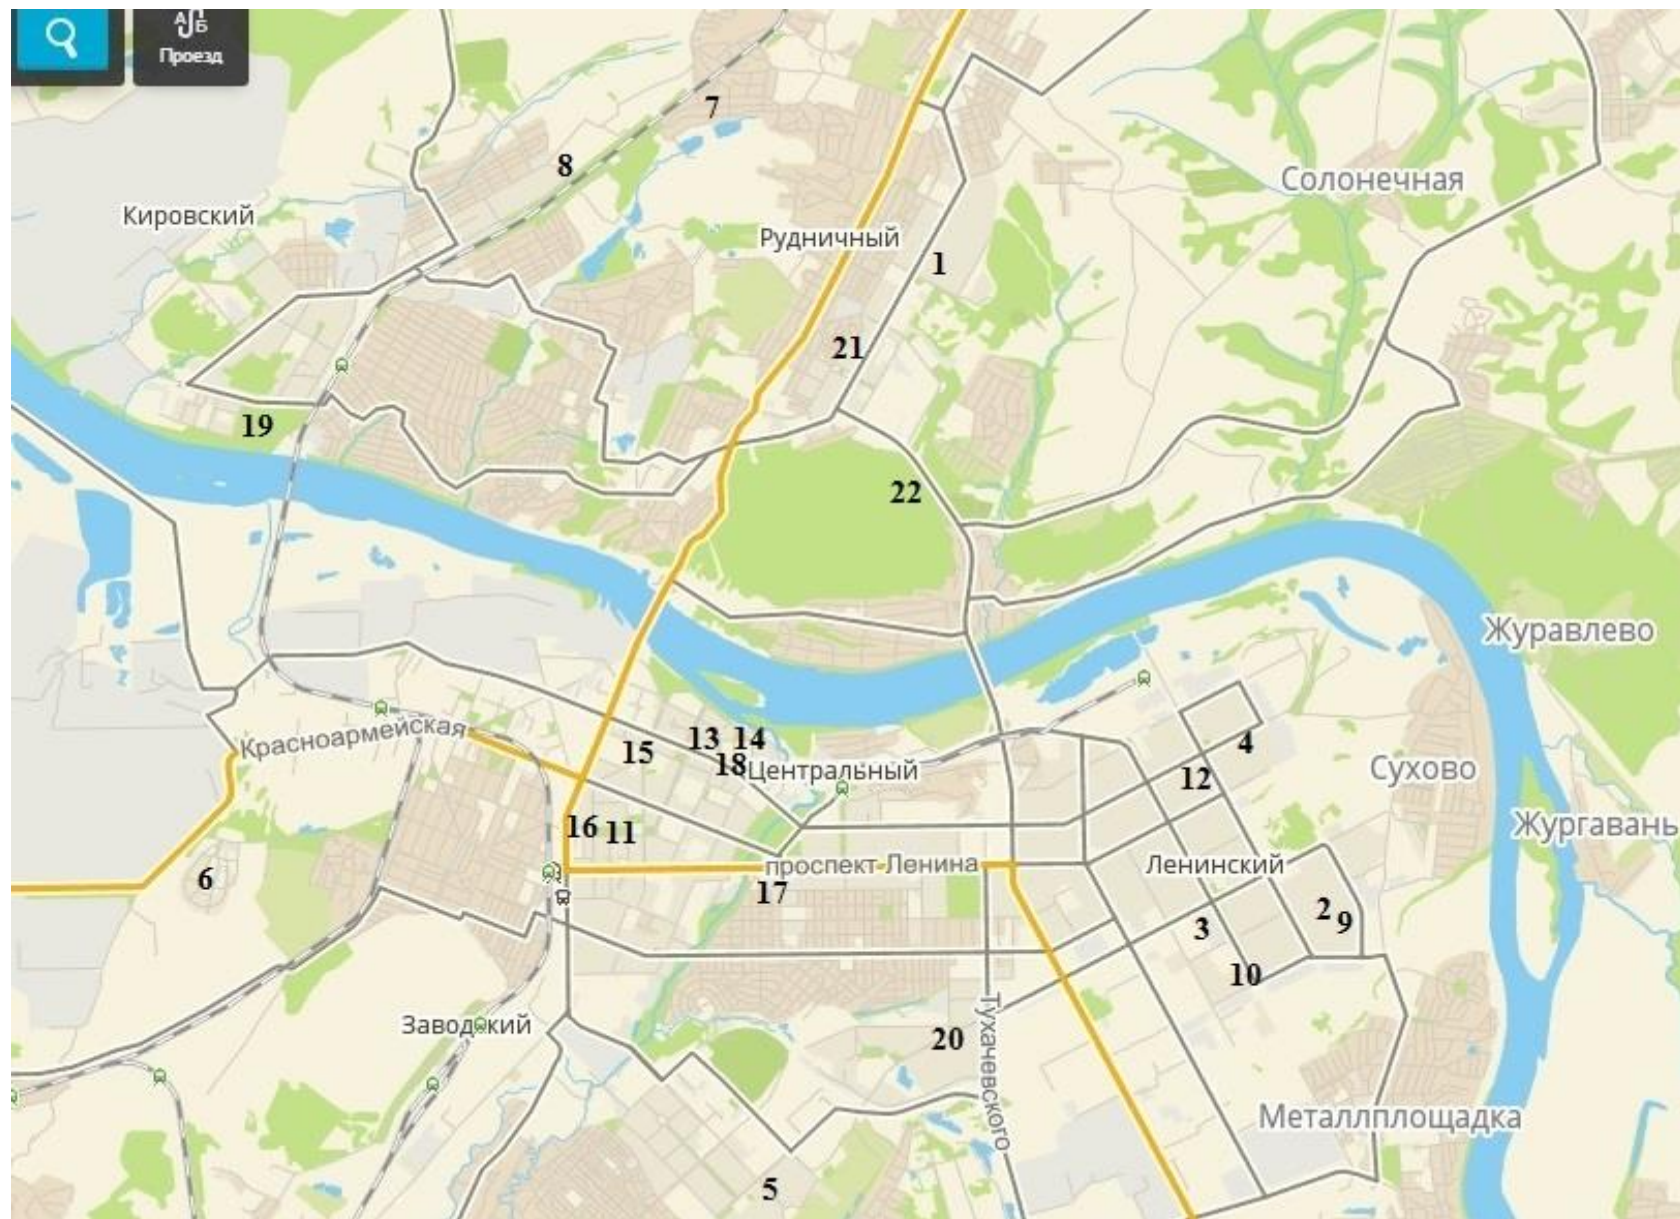 А Б
Проезд
7
8
Солонечная
Кировский
Рудничный
1
21
19
22
Журавлево
Красноармейская
13 14
15
18
Центральный
4
12
Сухово
Жургавань
16 11
проспект Ленина
Ленинский
6
17
2
9
3
10
Заводский
20
Тухачевского
Металлплощадка
5